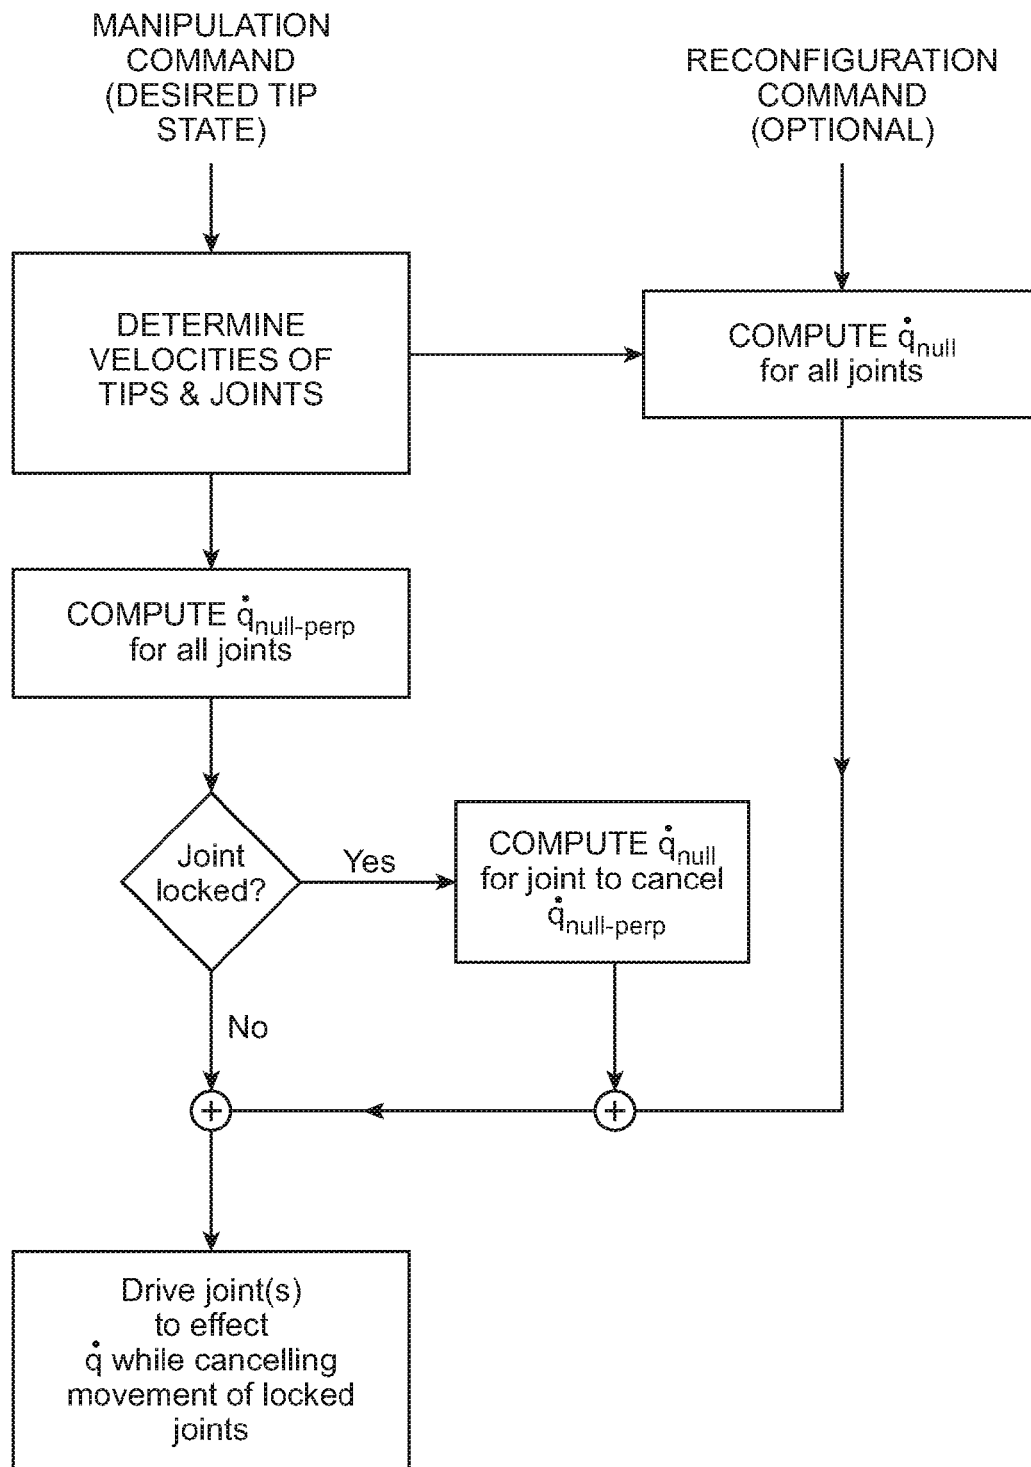 MANIPULATION
COMMAND
(DESIRED TIP
STATE)
RECONFIGURATION
COMMAND
(OPTIONAL)
DETERMINE
VELOCITIES OF
TIPS & JOINTS
COMPUTE q̇null
for all joints
COMPUTE q̇null-perp
for all joints
Joint
locked?
Yes
COMPUTE q̇null
for joint to cancel
q̇null-perp
No
+
+
Drive joint(s)
to effect
q̇ while cancelling
movement of locked
joints